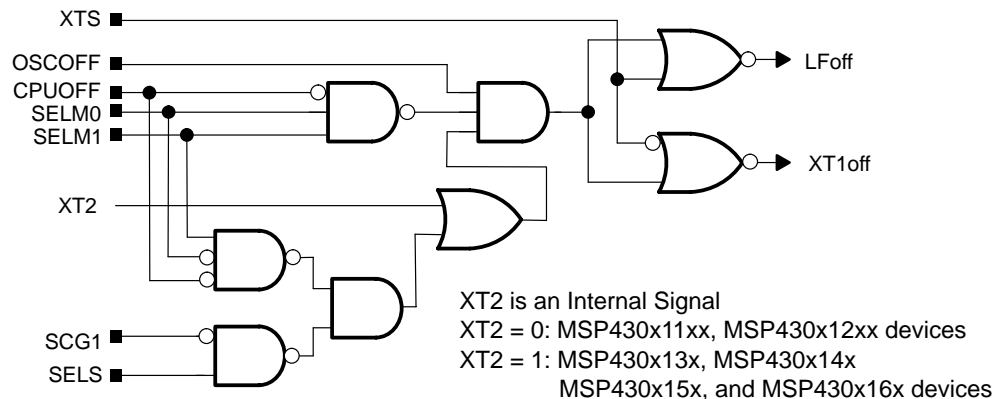 XTS
OSCOFF
CPUOFF
SELM0
SELM1
XT2
SCG1
SELS
LFoff
XT1off
XT2 is an Internal Signal
XT2 = 0: MSP430x11xx, MSP430x12xx devices
XT2 = 1: MSP430x13x, MSP430x14x
MSP430x15x, and MSP430x16x devices